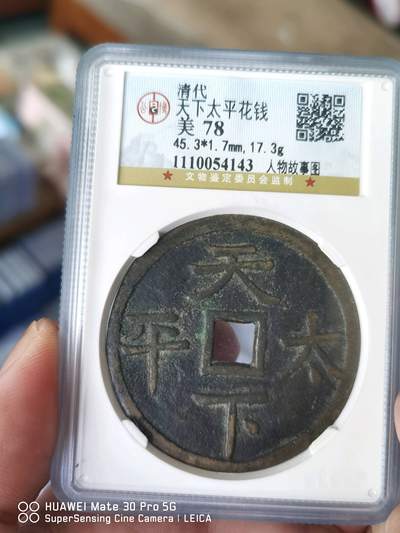 清代
天下太平花钱
美 78
45.3*1.7mm,17.3g
1110054143 人物故事图
★ 文物鉴定委员会监制 ★
天
平 太
下
HUAWEI Mate 30 Pro 5G
SuperSensing Cine Camera | LEICA